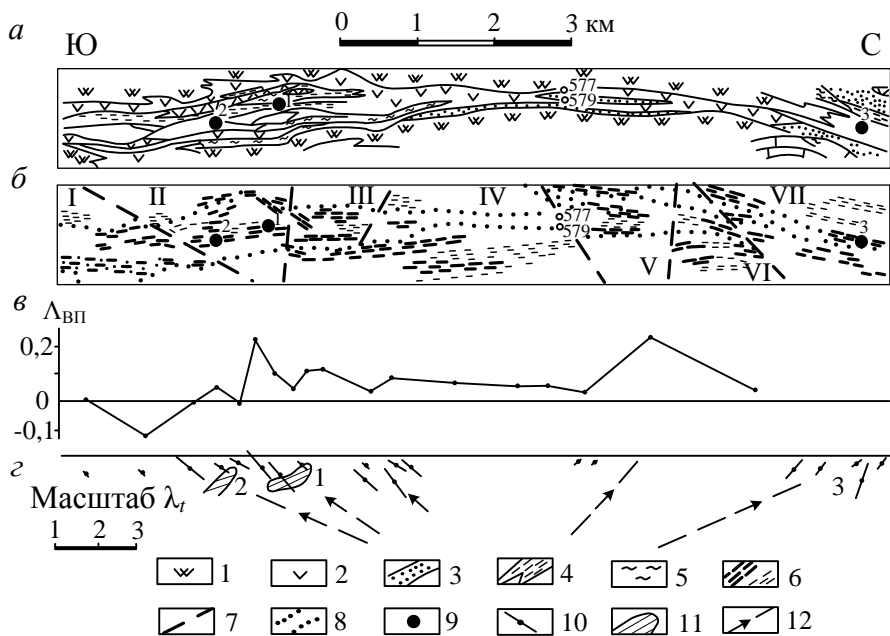 0 1 2 3 км
а
Ю С
1 2 577 579 3
б
I II III IV V VI VII
1 2 577 579 3
в
Λвп
0,2
0
-0,1
г
2 1 3
Масштаб λt
1 2 3
1 2 3 4 5 6
7 8 9 10 11 12